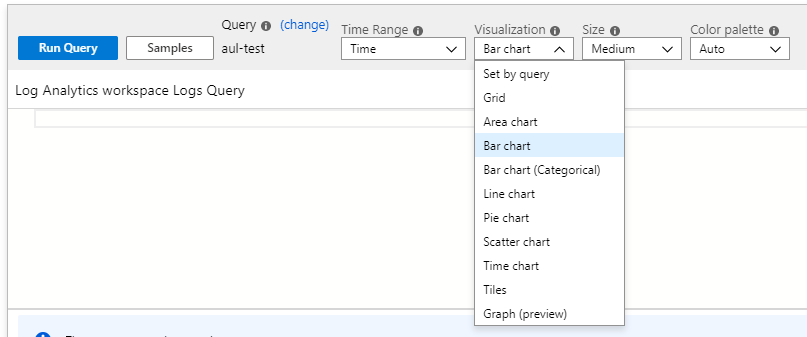 Query (change)
Time Range
Visualization
Size
Color palette
Run Query
Samples
aul-test
Time
Bar chart
Medium
Auto
Set by query
Grid
Area chart
Bar chart
Bar chart (Categorical)
Line chart
Pie chart
Scatter chart
Time chart
Tiles
Graph (preview)
Log Analytics workspace Logs Query